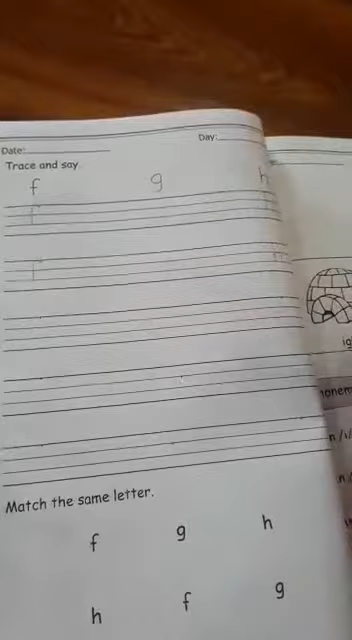 Date:
Day:
Trace and say
f g h
f
f
Match the same letter.
f g h
h f g